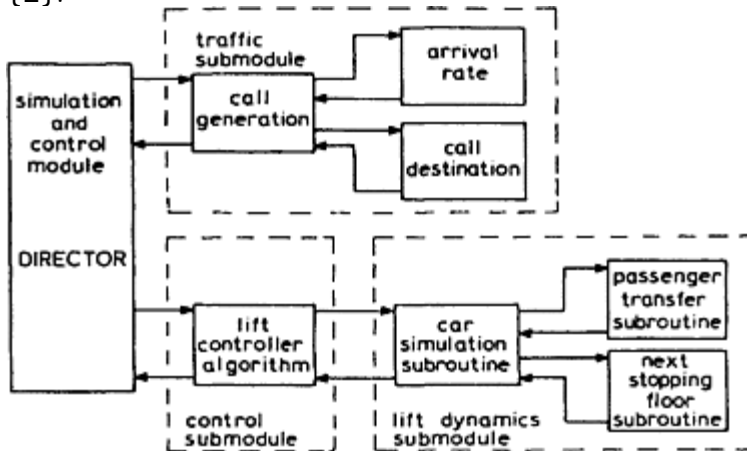 {2}.
traffic
submodule
arrival
rate
simulation
and
control
module
call
generation
call
destination
DIRECTOR
lift
controller
algorithm
car
simulation
subroutine
passenger
transfer
subroutine
next
stopping
floor
subroutine
control
submodule
lift dynamics
submodule